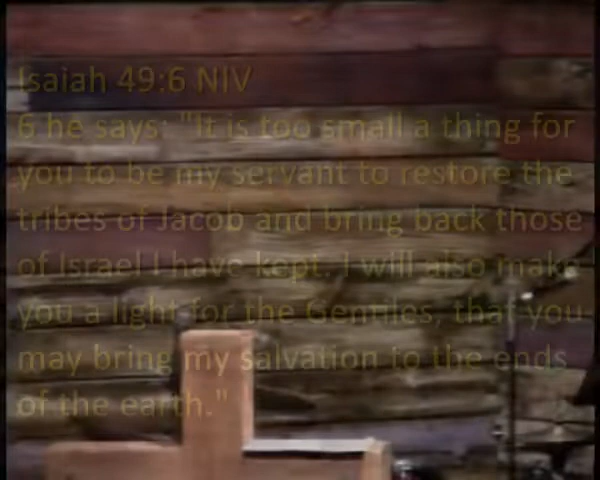 Isaiah 49:6 NIV
6 he says: "It is too small a thing for
you to be my servant to restore the
tribes of Jacob and bring back those
of Israel I have kept. I will also make
you a light for the Gentiles, that you
may bring my salvation to the ends
of the earth."